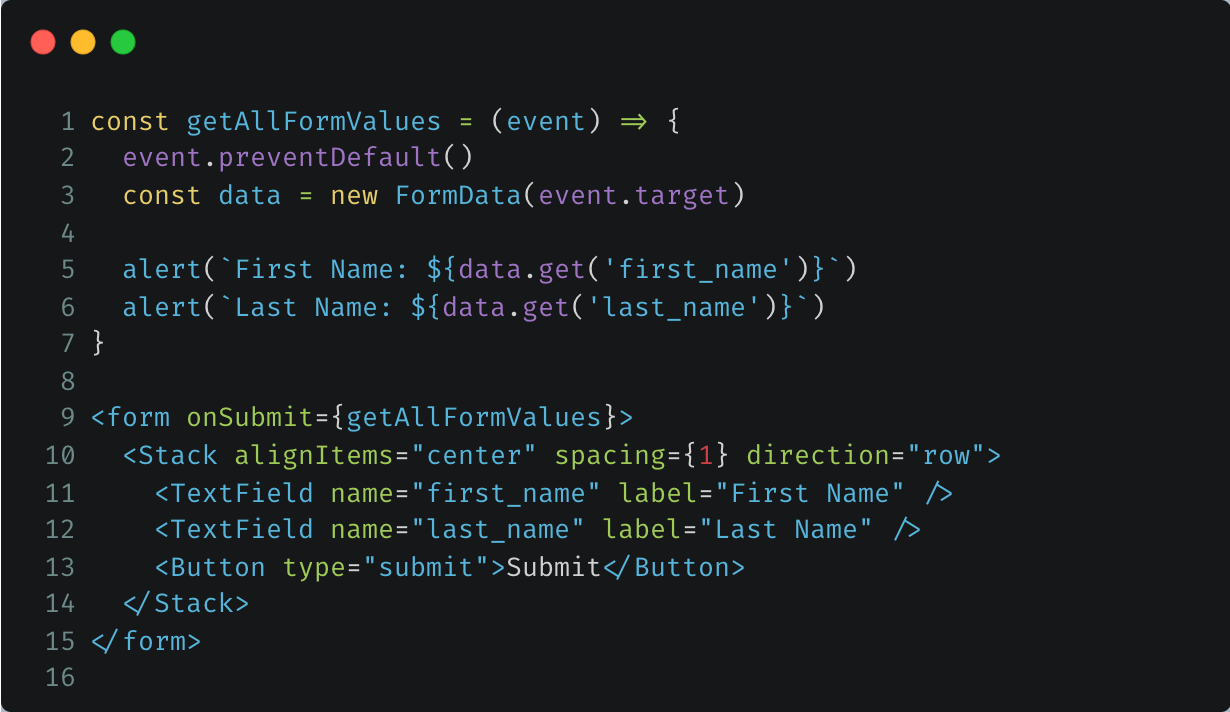 1 const getAllFormValues = (event) => {
2   event.preventDefault()
3   const data = new FormData(event.target)
4
5   alert(`First Name: ${data.get('first_name')}`)
6   alert(`Last Name: ${data.get('last_name')}`)
7 }
8
9 <form onSubmit={getAllFormValues}>
10   <Stack alignItems="center" spacing={1} direction="row">
11     <TextField name="first_name" label="First Name" />
12     <TextField name="last_name" label="Last Name" />
13     <Button type="submit">Submit</Button>
14   </Stack>
15 </form>
16